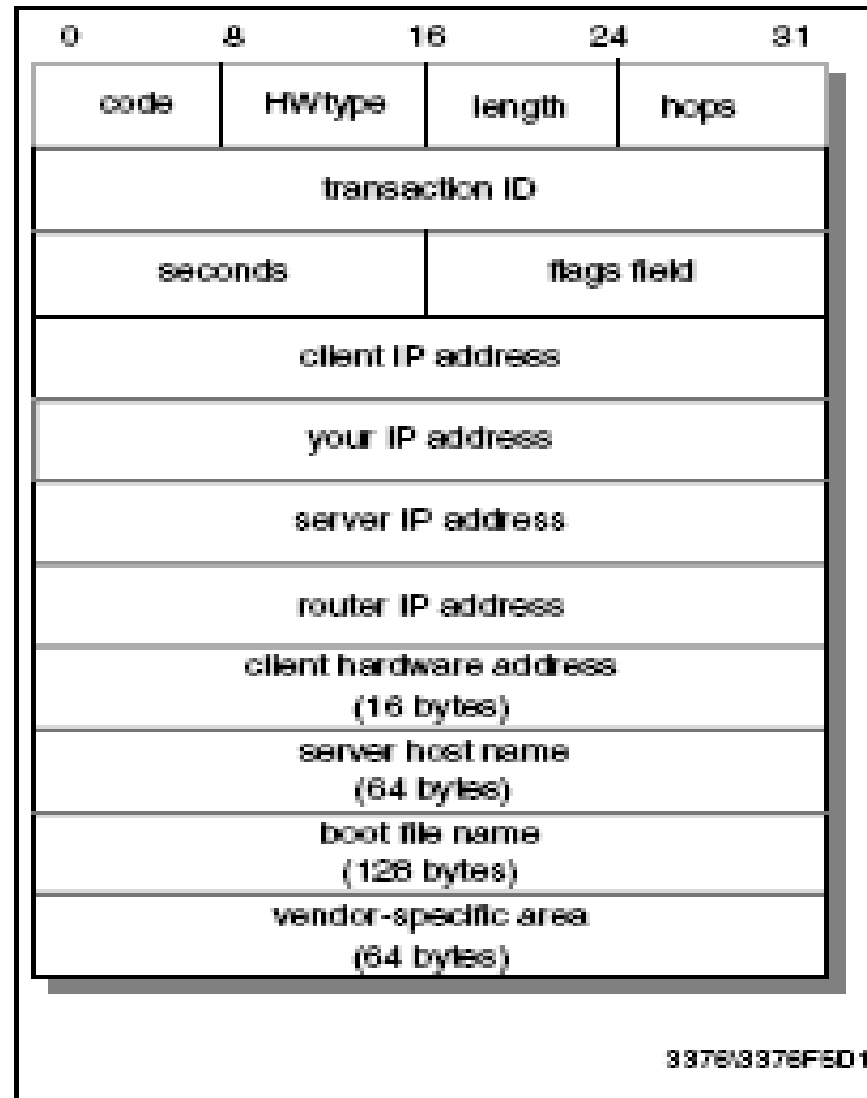 0 8 16 24 31
code HWtype length hops
transaction ID
seconds flags field
client IP address
your IP address
server IP address
router IP address
client hardware address
(16 bytes)
server host name
(64 bytes)
boot file name
(128 bytes)
vendor-specific area
(64 bytes)
3376\3376F5D1